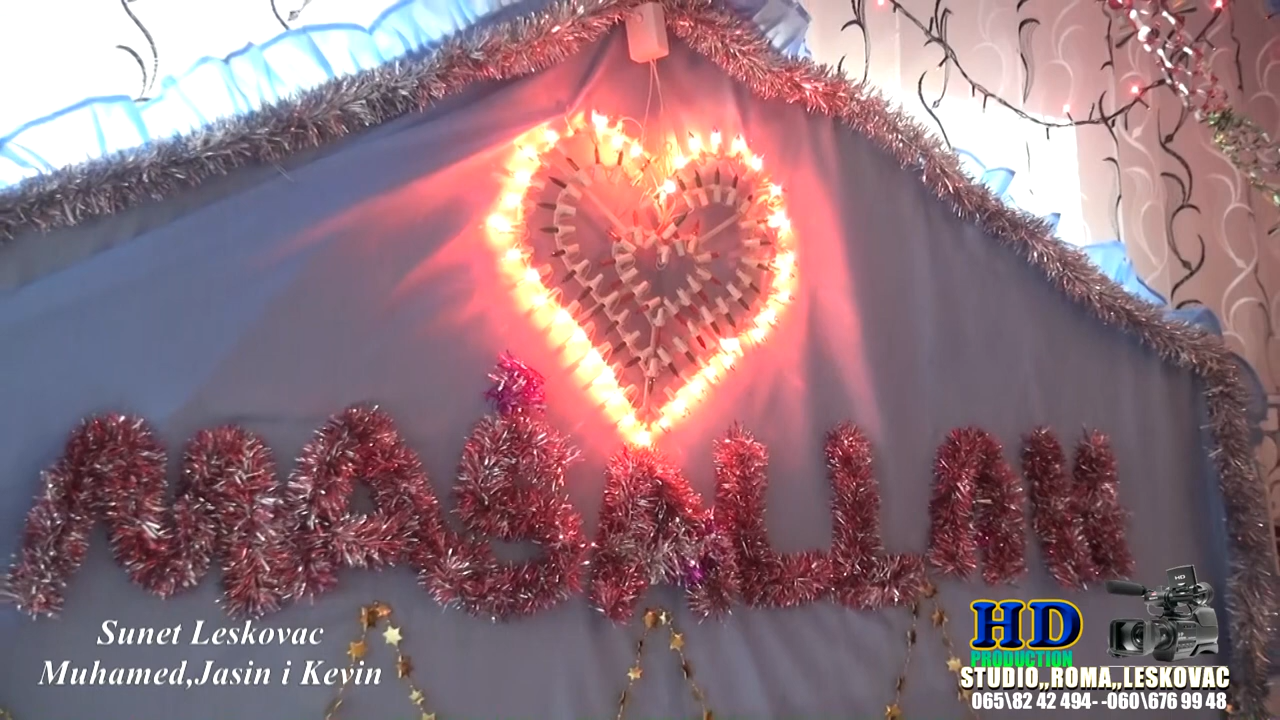 MAŠALLAH
Sunet Leskovac
Muhamed,Jasin i Kevin
HD
PRODUCTION
STUDIO,,ROMA,,LESKOVAC
065\82 42 494- -060\676 99 48